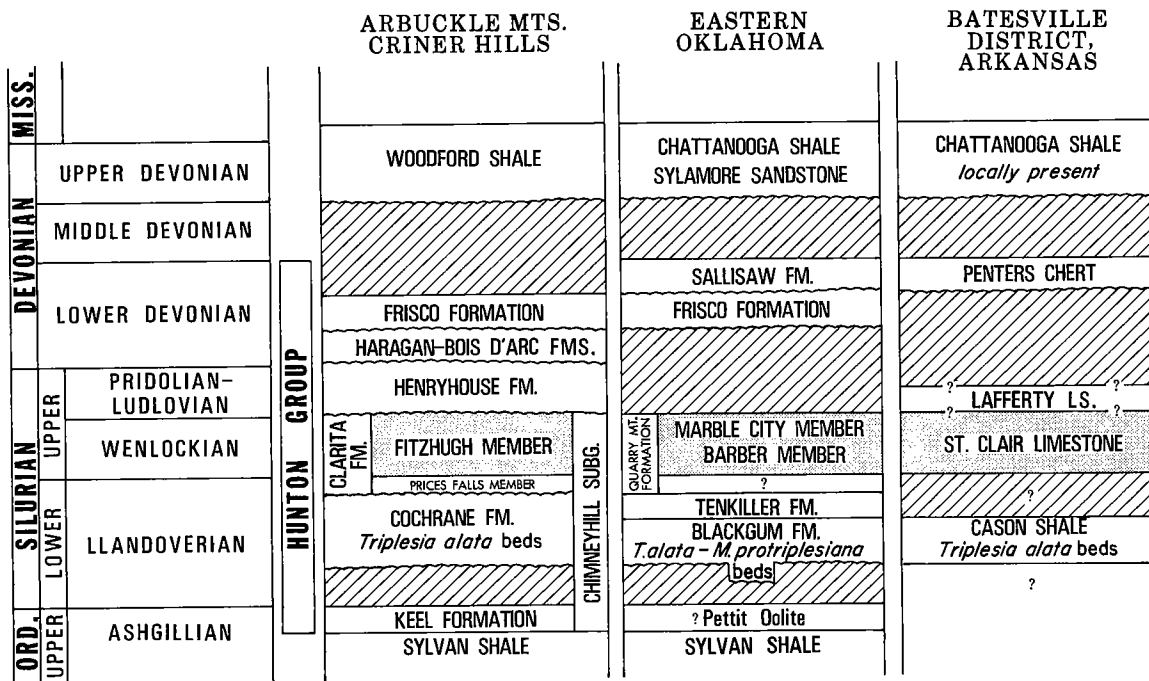 ARBUCKLE MTS.
CRINER HILLS
EASTERN
OKLAHOMA
BATESVILLE
DISTRICT,
ARKANSAS
MISS.
DEVONIAN
UPPER DEVONIAN
MIDDLE DEVONIAN
LOWER DEVONIAN
SILURIAN
UPPER
PRIDOLIAN-
LUDLOVIAN
WENLOCKIAN
LOWER
LLANDOVERIAN
ORD.
UPPER
ASHGILLIAN
HUNTON GROUP
WOODFORD SHALE
FRISCO FORMATION
HARAGAN-BOIS D'ARC FMS.
HENRYHOUSE FM.
CLARITA
FM.
FITZHUGH MEMBER
PRICES FALLS MEMBER
COCHRANE FM.
Triplesia alata beds
CHIMNEYHILL SUBG.
KEEL FORMATION
SYLVAN SHALE
CHATTANOOGA SHALE
SYLAMORE SANDSTONE
SALLISAW FM.
FRISCO FORMATION
QUARRY MT.
FORMATION
MARBLE CITY MEMBER
BARBER MEMBER
?
TENKILLER FM.
BLACKGUM FM.
T.alata – M.protriplesiana
beds
? Pettit Oolite
SYLVAN SHALE
CHATTANOOGA SHALE
locally present
PENTERS CHERT
? ?
LAFFERTY LS.
? ?
ST. CLAIR LIMESTONE
?
CASON SHALE
Triplesia alata beds
?